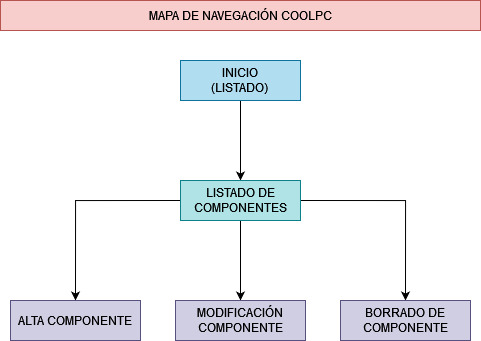 MAPA DE NAVEGACIÓN COOLPC
INICIO
(LISTADO)
LISTADO DE
COMPONENTES
ALTA COMPONENTE
MODIFICACIÓN
COMPONENTE
BORRADO DE
COMPONENTE